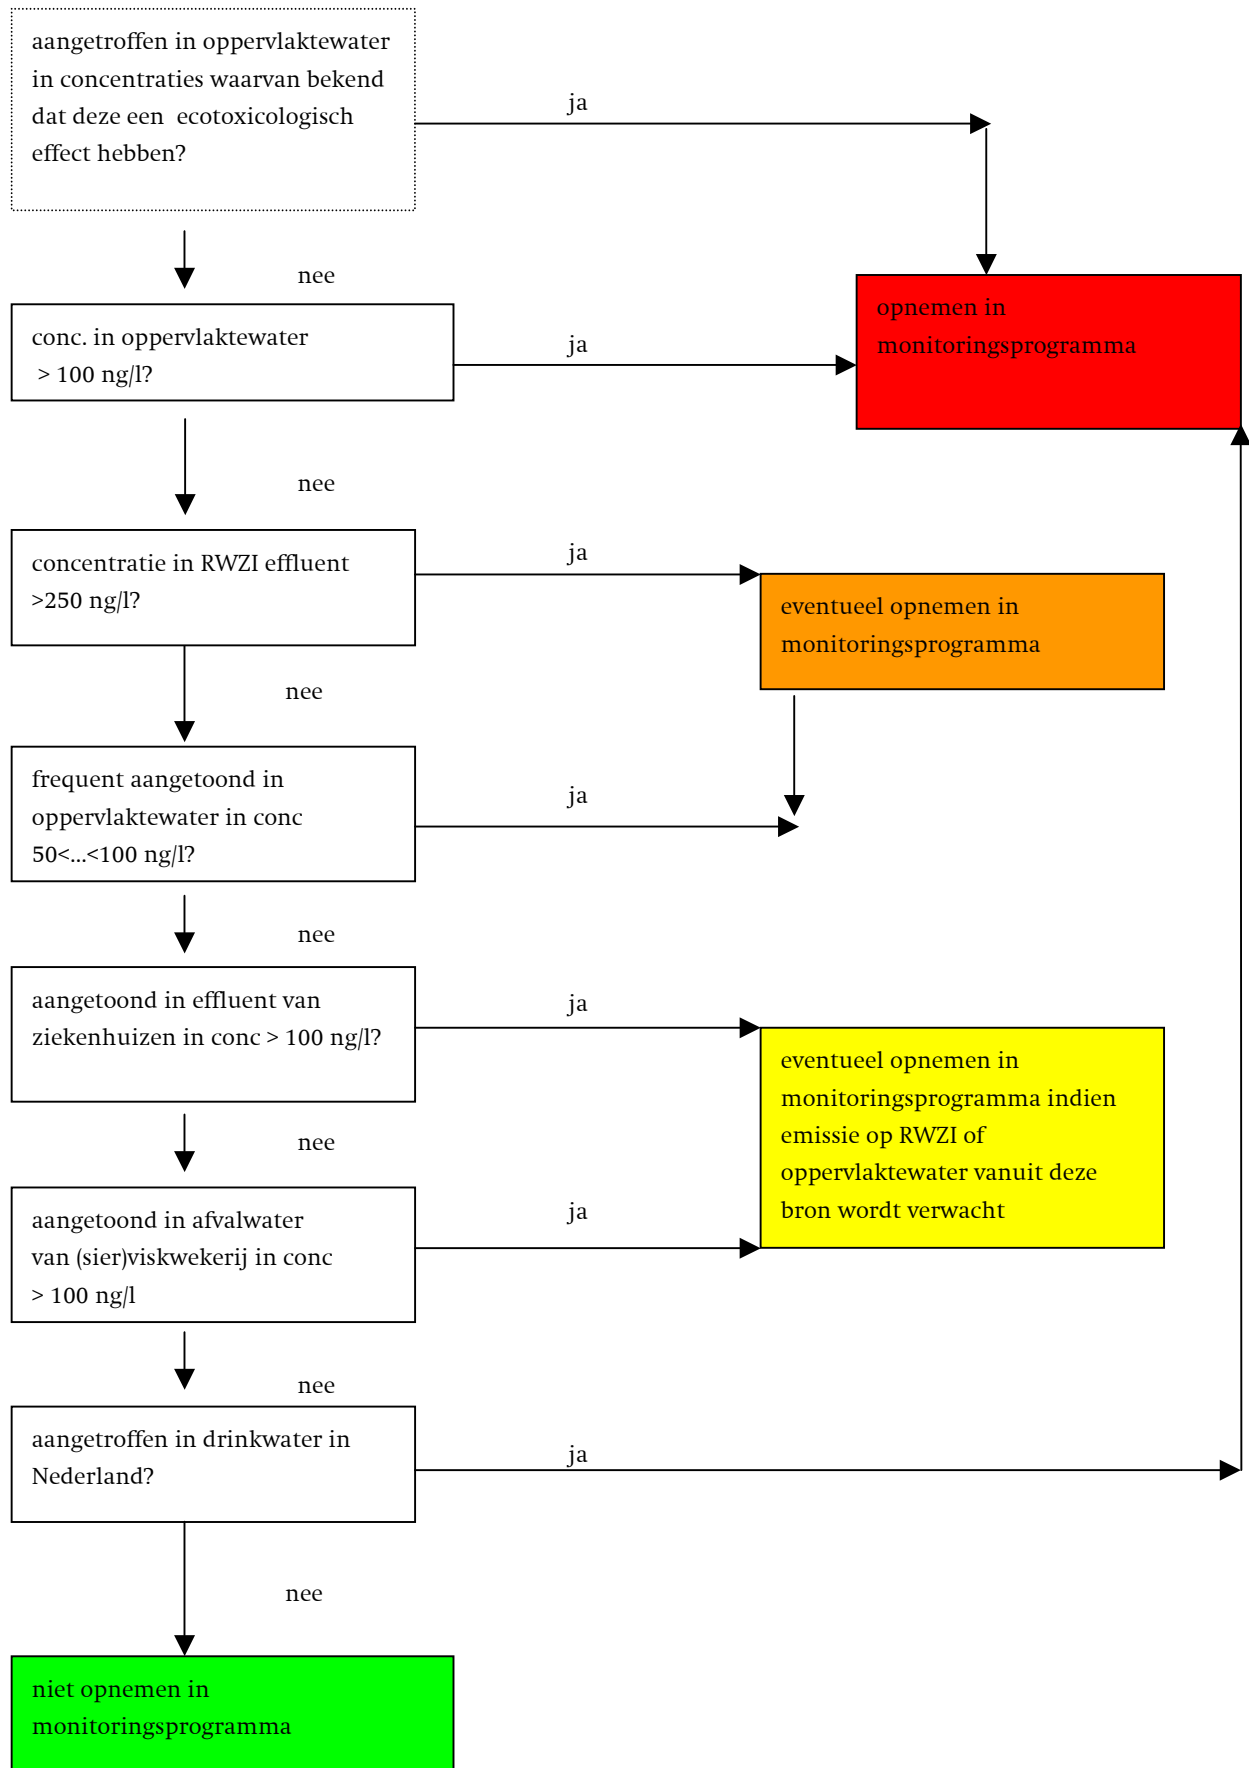 aangetroffen in oppervlaktewater
in concentraties waarvan bekend
dat deze een ecotoxicologisch
effect hebben?
ja
nee
opnemen in
monitoringsprogramma
conc. in oppervlaktewater
> 100 ng/l?
ja
nee
concentratie in RWZI effluent
>250 ng/l?
ja
eventueel opnemen in
monitoringsprogramma
nee
frequent aangetoond in
oppervlaktewater in conc
50<...<100 ng/l?
ja
nee
aangetoond in effluent van
ziekenhuizen in conc > 100 ng/l?
ja
eventueel opnemen in
monitoringsprogramma indien
emissie op RWZI of
oppervlaktewater vanuit deze
bron wordt verwacht
nee
aangetoond in afvalwater
van (sier)viskwekerij in conc
> 100 ng/l
ja
nee
aangetroffen in drinkwater in
Nederland?
ja
nee
niet opnemen in
monitoringsprogramma